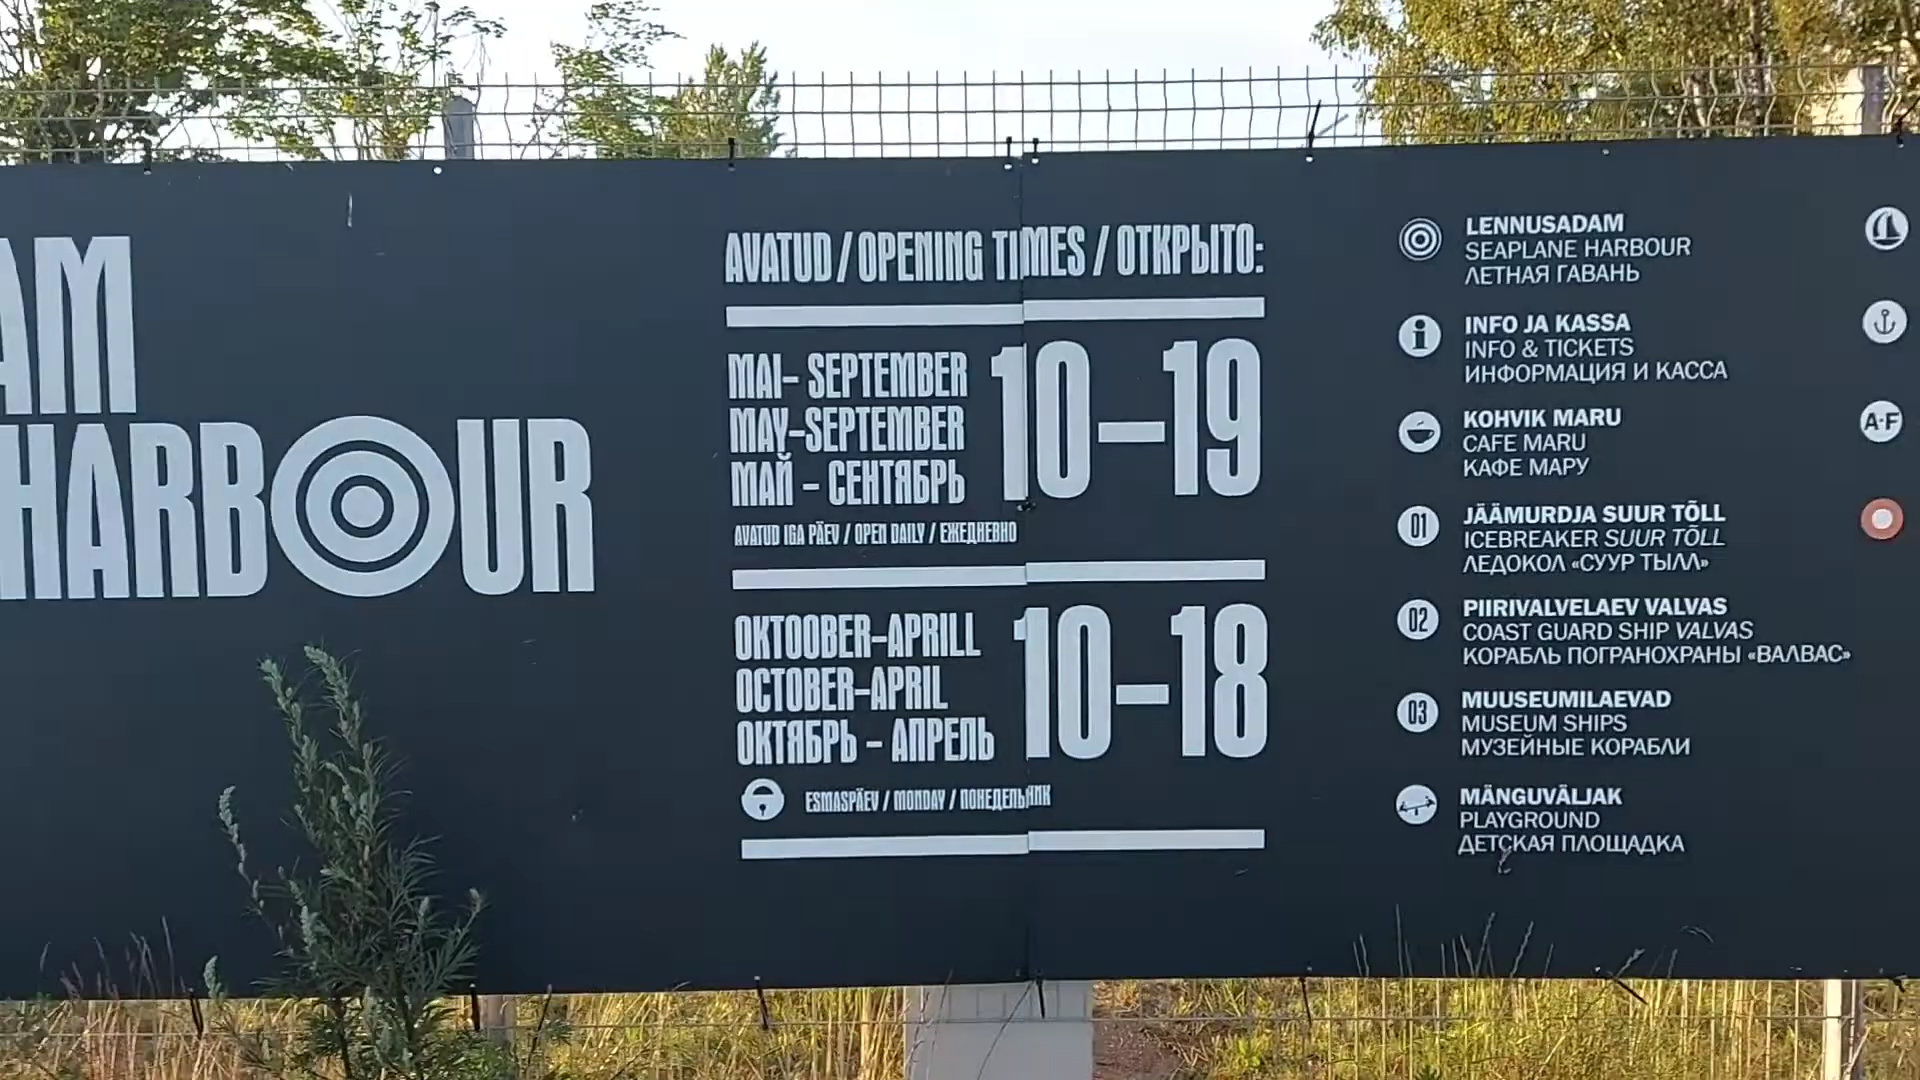 AM
HARBOUR
AVATUD / OPENING TIMES / ОТКРЫТО:
MAI– SEPTEMBER
MAY–SEPTEMBER
МАЙ – СЕНТЯБРЬ
10–19
AVATUD IGA PÄEV / OPEN DAILY / ЕЖЕДНЕВНО
OKTOOBER–APRILL
OCTOBER–APRIL
ОКТЯБРЬ – АПРЕЛЬ
10–18
ESMASPÄEV / MONDAY / ПОНЕДЕЛЬНИК
LENNUSADAM
SEAPLANE HARBOUR
ЛЕТНАЯ ГАВАНЬ
i
INFO JA KASSA
INFO & TICKETS
ИНФОРМАЦИЯ И КАССА
KOHVIK MARU
CAFE MARU
КАФЕ МАРУ
01
JÄÄMURDJA SUUR TÕLL
ICEBREAKER SUUR TÕLL
ЛЕДОКОЛ «СУУР ТЫЛЛ»
02
PIIRIVALVELAEV VALVAS
COAST GUARD SHIP VALVAS
КОРАБЛЬ ПОГРАНОХРАНЫ «ВАЛВАС»
03
MUUSEUMILAEVAD
MUSEUM SHIPS
МУЗЕЙНЫЕ КОРАБЛИ
MÄNGUVÄLJAK
PLAYGROUND
ДЕТСКАЯ ПЛОЩАДКА
A-F